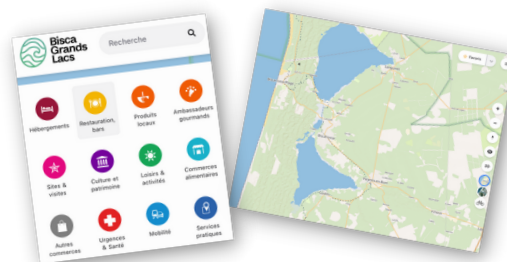 Bisca
Grands
Lacs
Recherche
Hébergements
Restauration,
bars
Produits
locaux
Ambassadeurs
gourmands
Sites &
visites
Culture et
patrimoine
Loisirs &
activités
Commerces
alimentaires
Autres
commerces
Urgences
& Santé
Mobilité
Services
pratiques